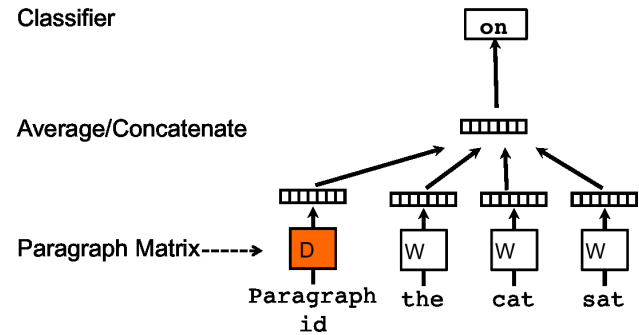 Classifier
on
Average/Concatenate
Paragraph Matrix
D
W
W
W
Paragraph
id
the
cat
sat